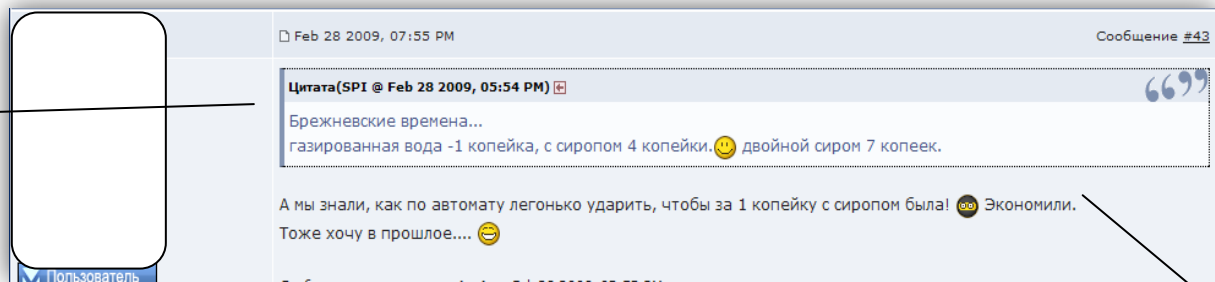 Feb 28 2009, 07:55 PM
Сообщение #43
Цитата(SPI @ Feb 28 2009, 05:54 PM)
Брежневские времена...
газированная вода -1 копейка, с сиропом 4 копейки. двойной сиром 7 копеек.
А мы знали, как по автомату легонько ударить, чтобы за 1 копейку с сиропом была! Экономили.
Тоже хочу в прошлое....
Пользователь